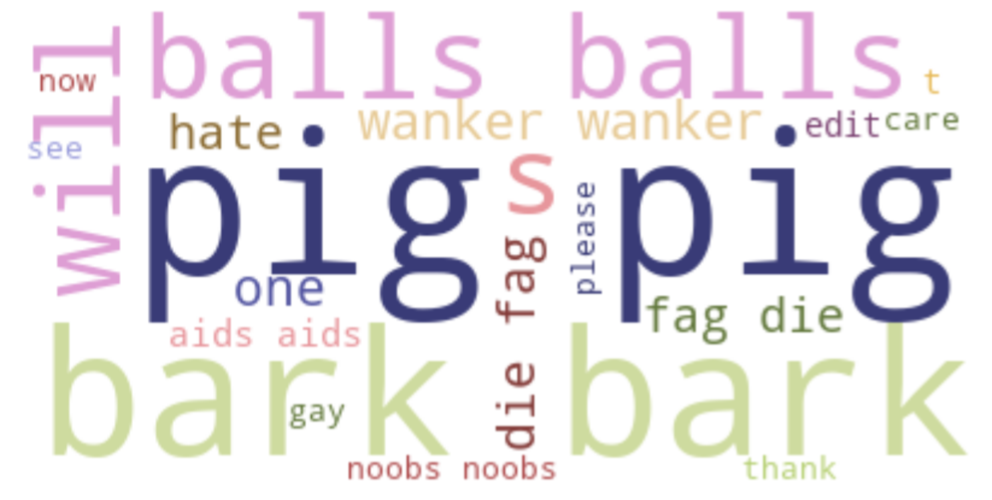 will
now
see
balls balls
t
hate
wanker wanker
edit
care
pig pig
s
please
one
die fag
fag die
aids aids
bark bark
gay
noobs noobs
thank